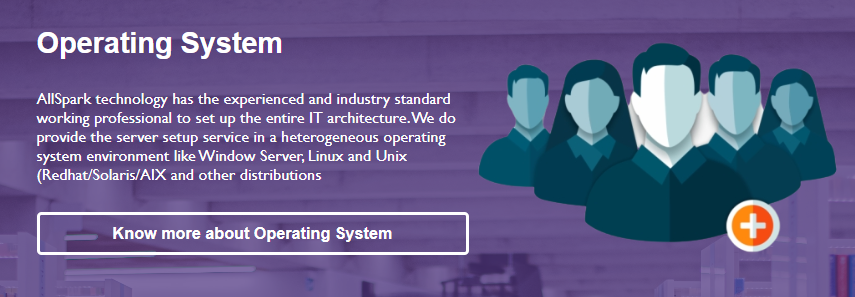 Operating System
AllSpark technology has the experienced and industry standard
working professional to set up the entire IT architecture. We do
provide the server setup service in a heterogeneous operating
system environment like Window Server, Linux and Unix
(Redhat/Solaris/AIX and other distributions
Know more about Operating System